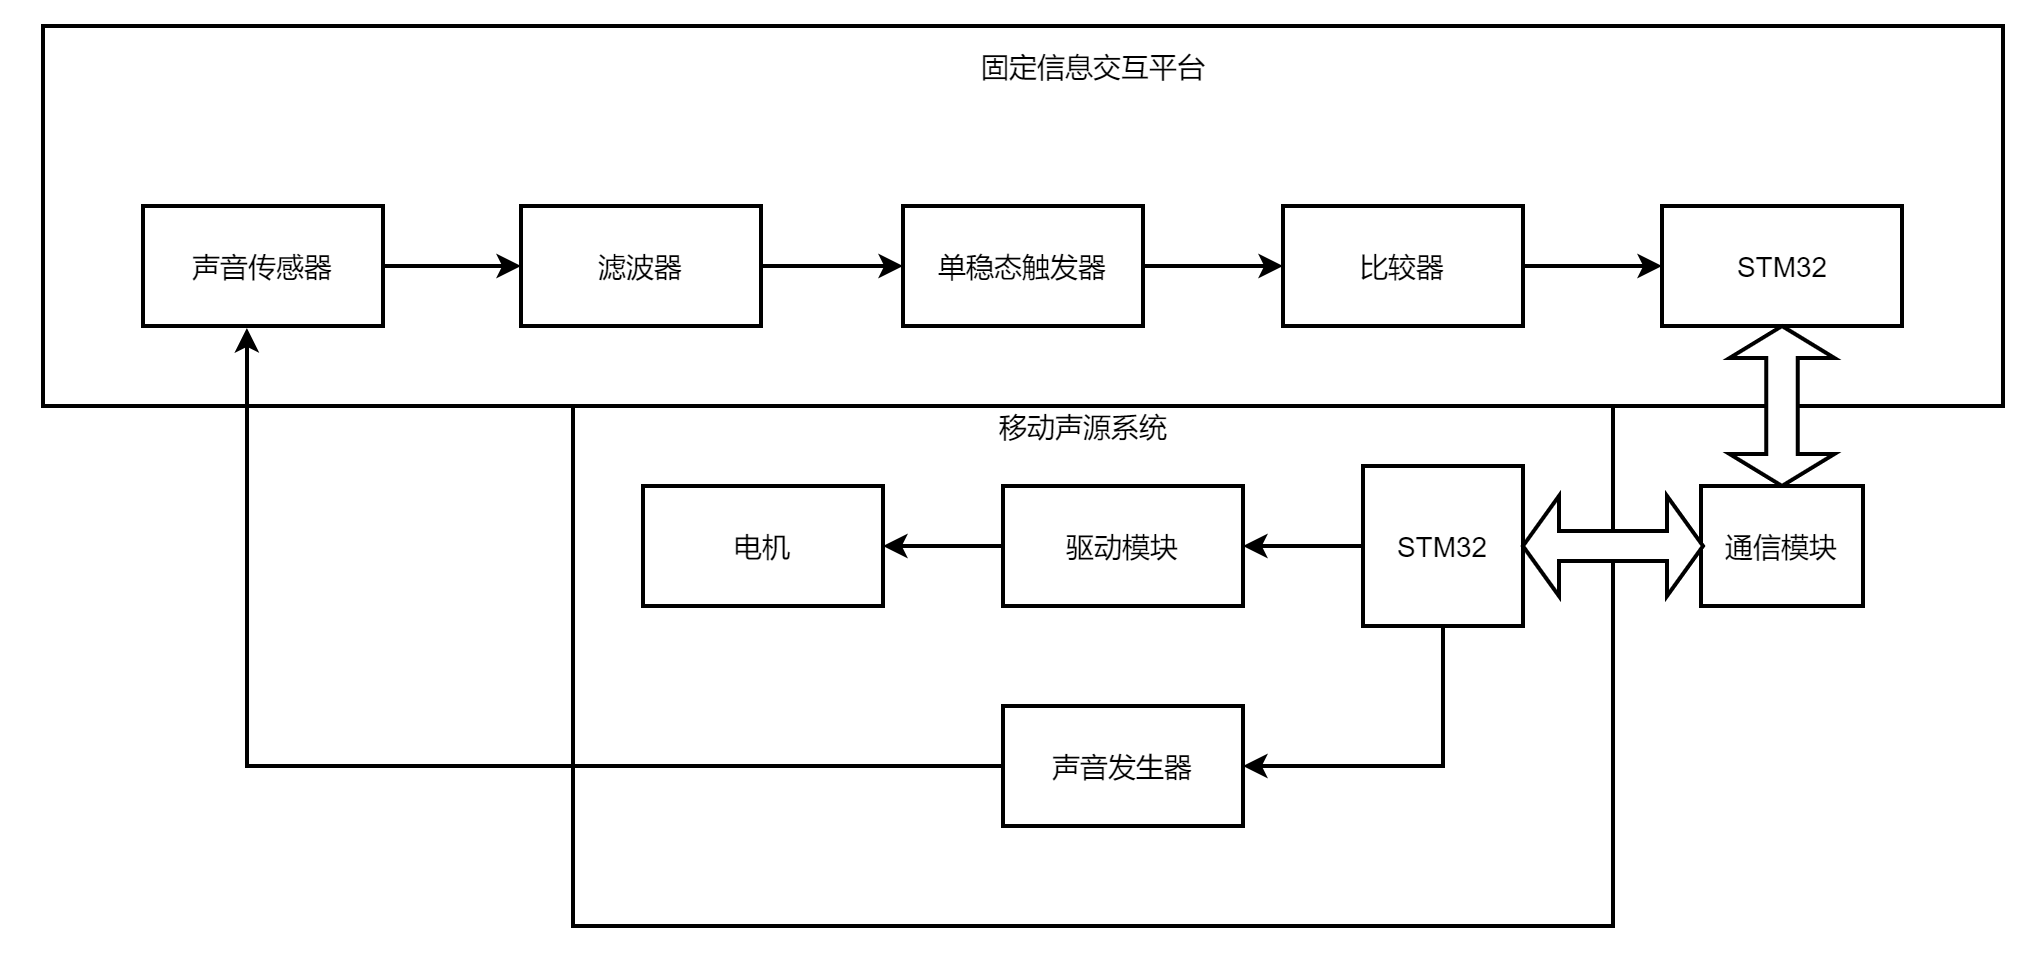 固定信息交互平台
声音传感器
滤波器
单稳态触发器
比较器
STM32
移动声源系统
电机
驱动模块
STM32
通信模块
声音发生器